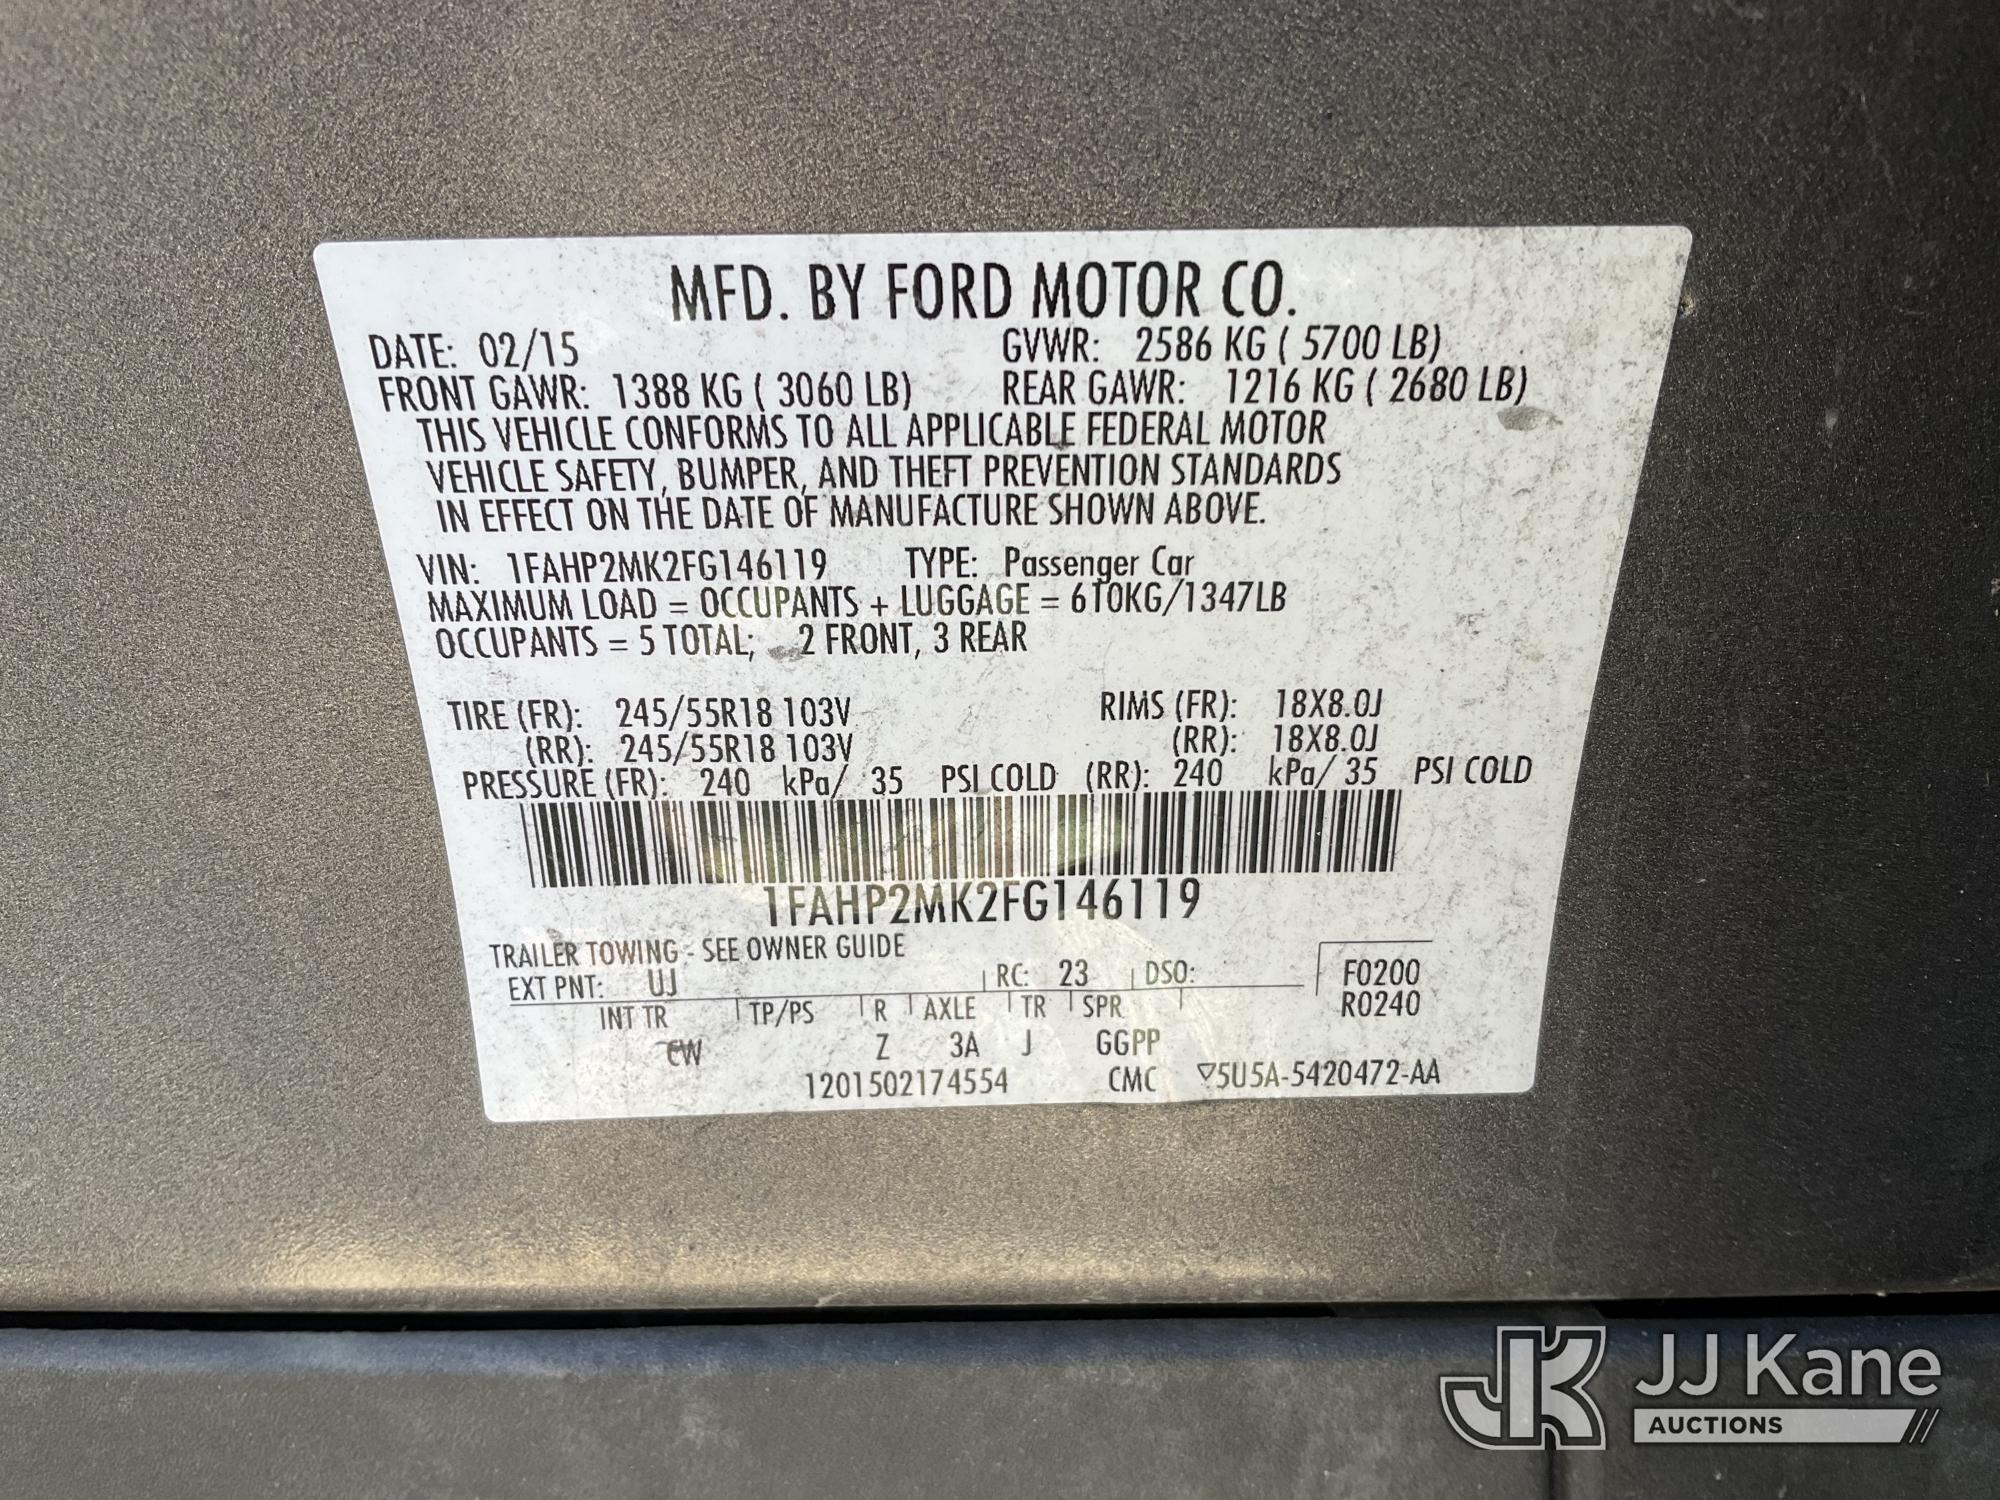 MFD. BY FORD MOTOR CO.
DATE: 02/15 GVWR: 2586 KG ( 5700 LB)
FRONT GAWR: 1388 KG ( 3060 LB) REAR GAWR: 1216 KG ( 2680 LB)
THIS VEHICLE CONFORMS TO ALL APPLICABLE FEDERAL MOTOR
VEHICLE SAFETY, BUMPER, AND THEFT PREVENTION STANDARDS
IN EFFECT ON THE DATE OF MANUFACTURE SHOWN ABOVE.
VIN: 1FAHP2MK2FG146119 TYPE: Passenger Car
MAXIMUM LOAD = OCCUPANTS + LUGGAGE = 610KG/1347LB
OCCUPANTS = 5 TOTAL; 2 FRONT, 3 REAR
TIRE (FR): 245/55R18 103V RIMS (FR): 18X8.0J
(RR): 245/55R18 103V (RR): 18X8.0J
PRESSURE (FR): 240 kPa/ 35 PSI COLD (RR): 240 kPa/ 35 PSI COLD
1FAHP2MK2FG146119
TRAILER TOWING - SEE OWNER GUIDE
EXT PNT: UJ RC: 23 DSO: F0200
INT TR TP/PS R AXLE TR SPR R0240
CW Z 3A J GGPP
1201502174554 CMC ▽5U5A-5420472-AA
JK JJ Kane
AUCTIONS